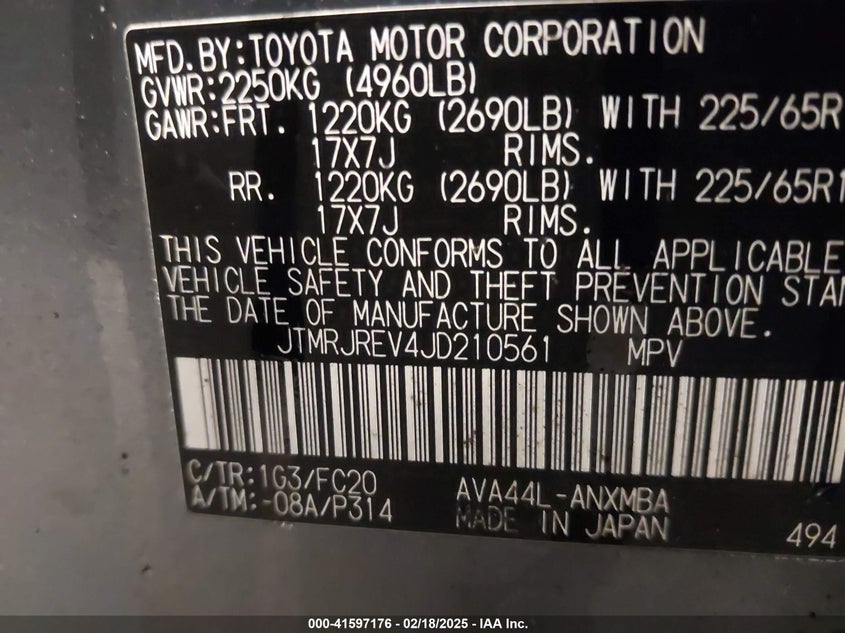 MFD.BY:TOYOTA MOTOR CORPORATION
GVWR:2250KG (4960LB)
GAWR:FRT. 1220KG (2690LB) WITH 225/65R
17X7J RIMS.
RR. 1220KG (2690LB) WITH 225/65R1
17X7J RIMS.
THIS VEHICLE CONFORMS TO ALL APPLICABLE
VEHICLE SAFETY AND THEFT PREVENTION STAN
THE DATE OF MANUFACTURE SHOWN ABOVE.
JTMRJREV4JD210561 MPV
C/TR:1G3/FC20 AVA44L-ANXMBA
A/TM:-08A/P314 MADE IN JAPAN 494
000-41597176 | 02/18/2025 — IAA Inc.